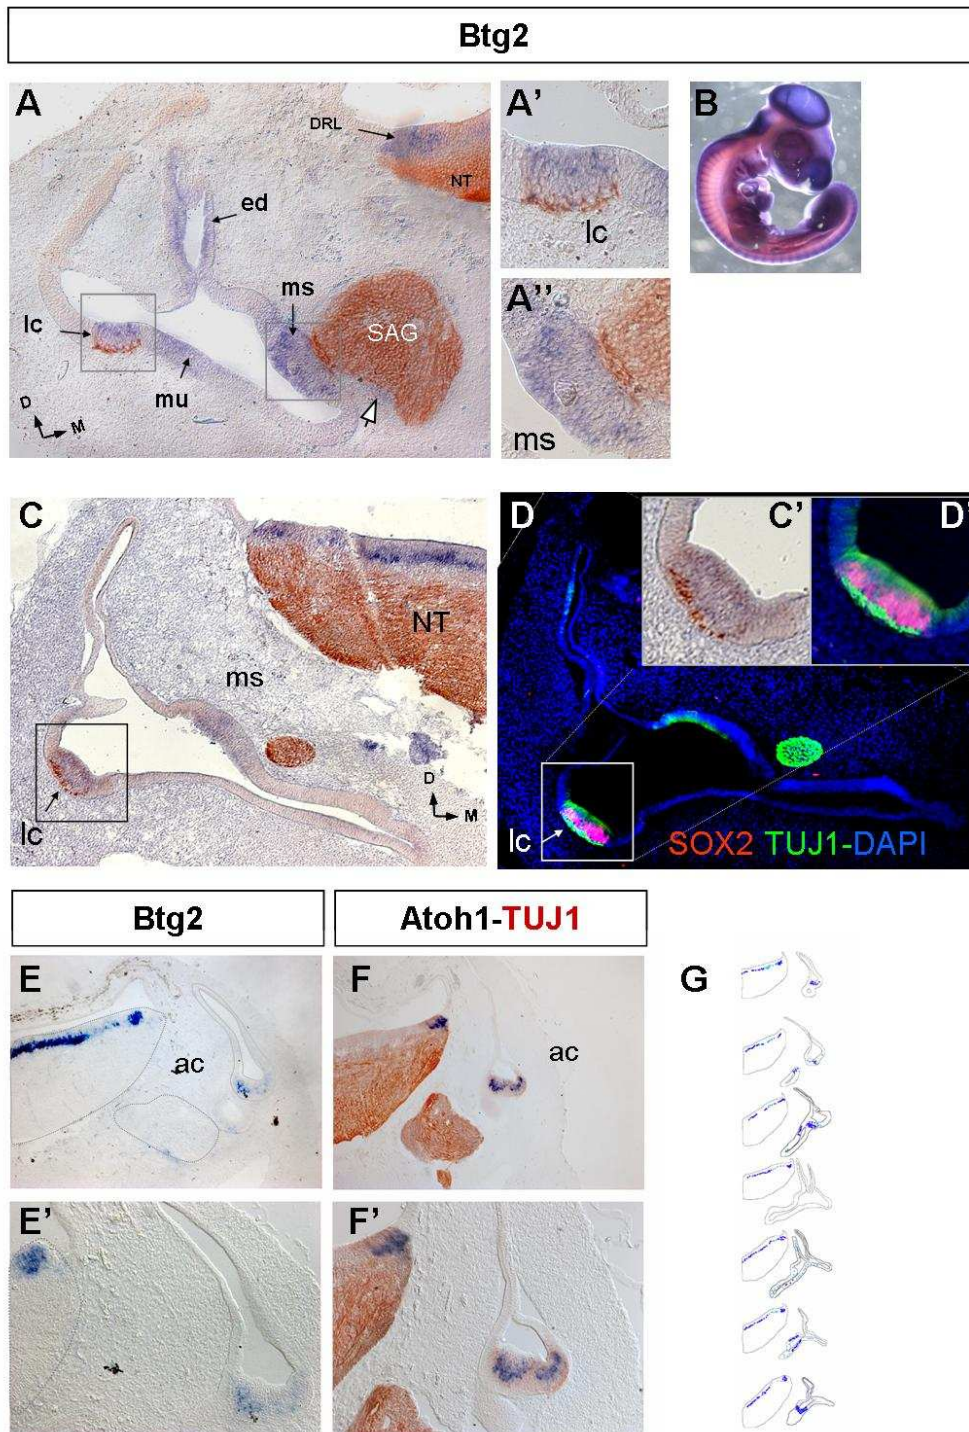 Btg2
A
DRL
NT
ed
ms
lc
SAG
mu
D
M
A'
lc
A''
ms
B
C
NT
ms
lc
D
M
D
C'
D'
lc
SOX2 TUJ1-DAPI
Btg2
Atoh1-TUJ1
E
ac
F
ac
G
E'
F'